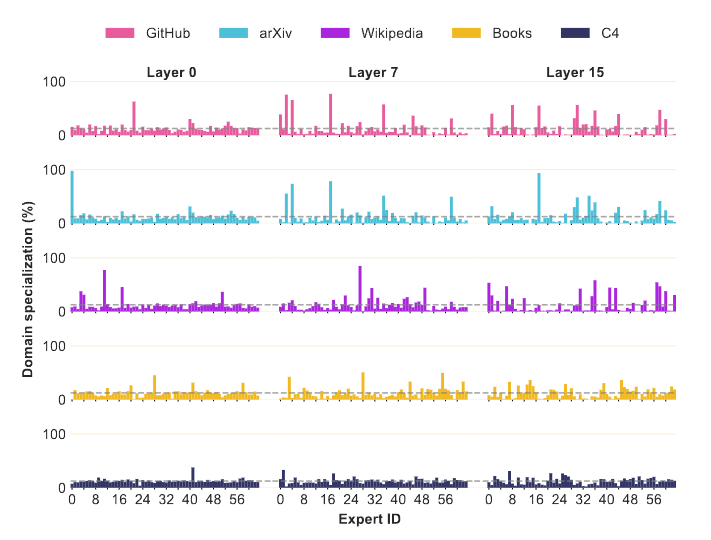 GitHub arXiv Wikipedia Books C4
Layer 0 Layer 7 Layer 15
100
0
100
0
100
0
100
0
100
0
Domain specialization (%)
0 8 16 24 32 40 48 56 0 8 16 24 32 40 48 56 0 8 16 24 32 40 48 56
Expert ID